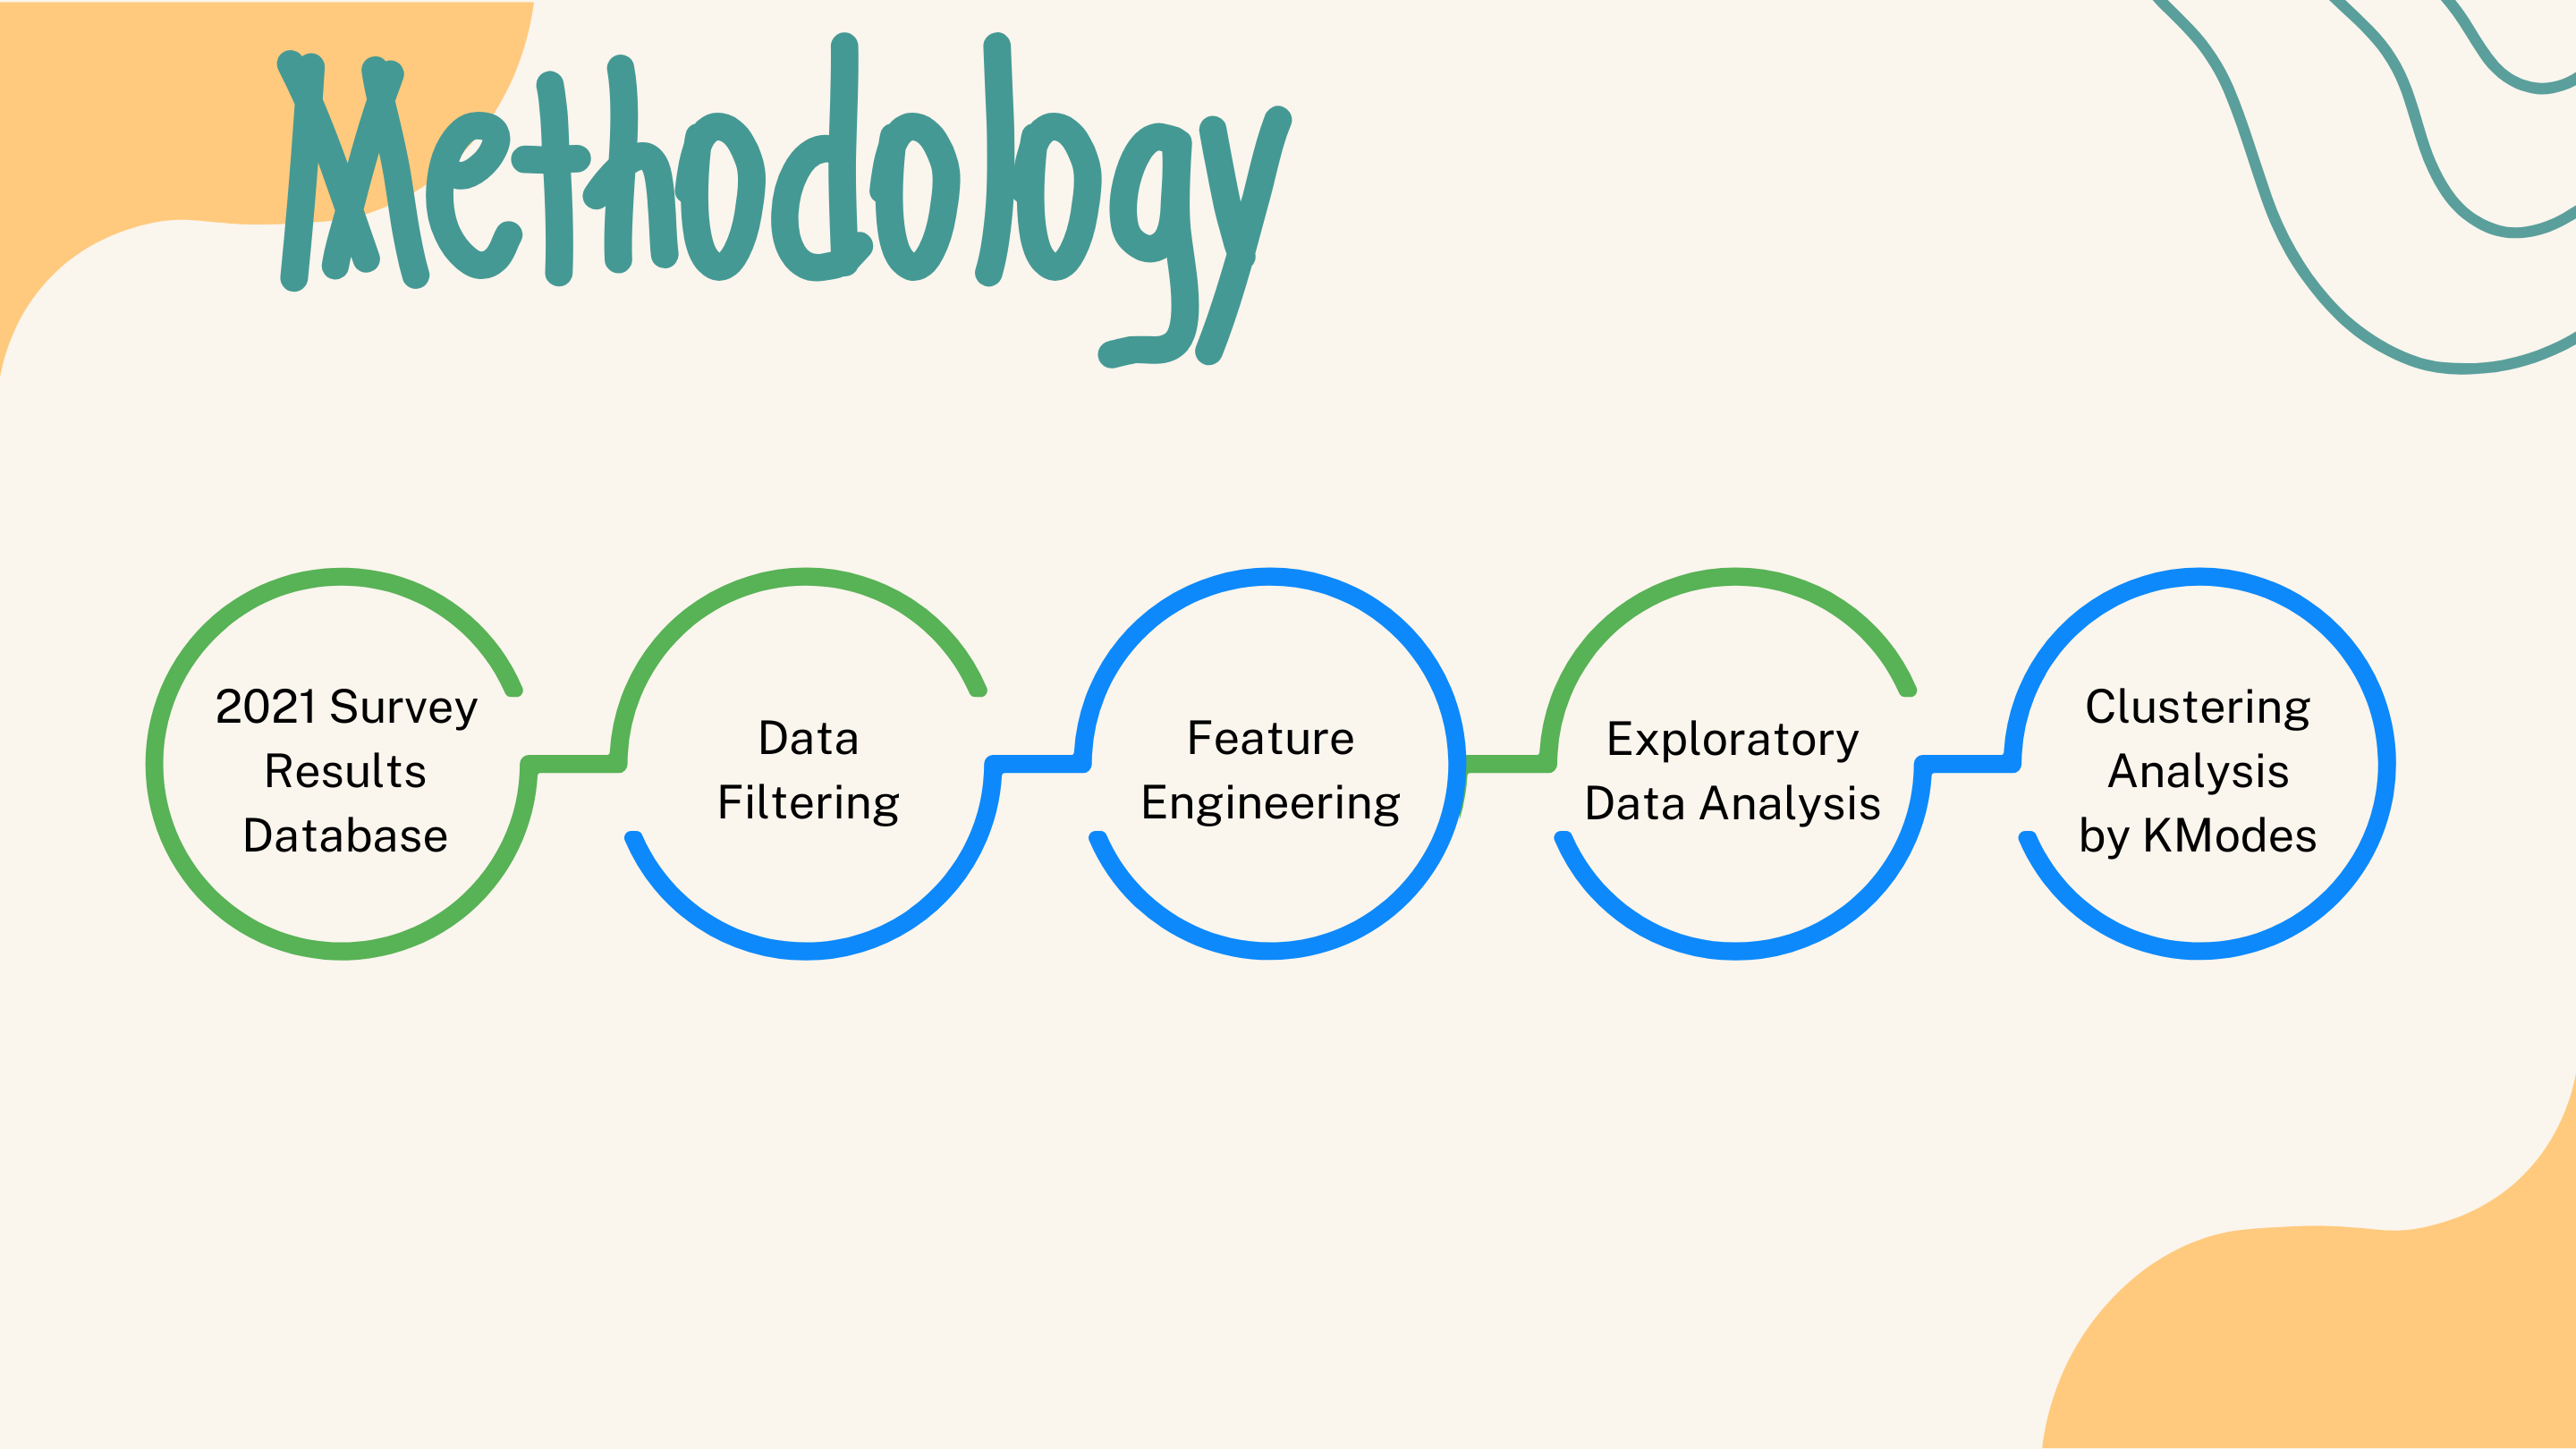 Methodology
2021 Survey
Results
Database
Data
Filtering
Feature
Engineering
Exploratory
Data Analysis
Clustering
Analysis
by KModes